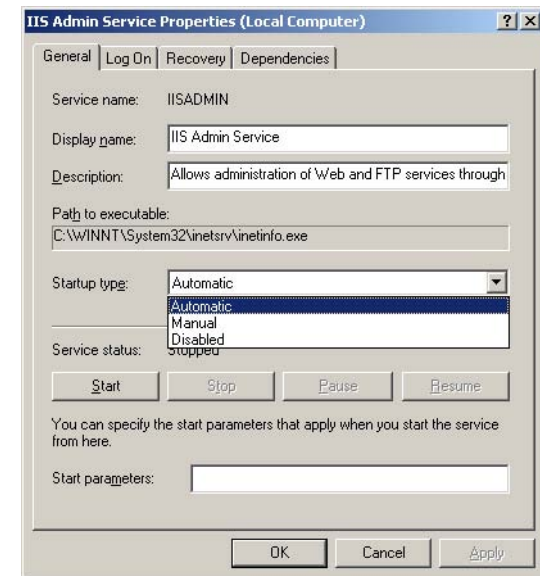 IIS Admin Service Properties (Local Computer)
General Log On Recovery Dependencies
Service name: IISADMIN
Display name: IIS Admin Service
Description: Allows administration of Web and FTP services through
Path to executable:
C:\WINNT\System32\inetsrv\inetinfo.exe
Startup type: Automatic
Automatic
Manual
Disabled
Service status: Stopped
Start Stop Pause Resume
You can specify the start parameters that apply when you start the service
from here.
Start parameters:
OK Cancel Apply